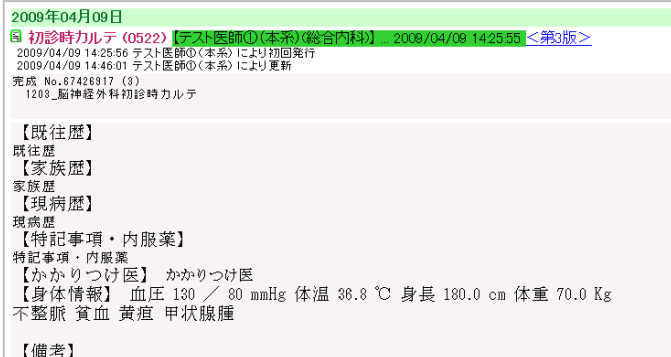 2009年04月09日
初診時カルテ (0522) 【テスト医師①(本系)(総合内科)】 ... 2009/04/09 14:25:55 <第3版>
2009/04/09 14:25:56 テスト医師①(本系) により初回発行
2009/04/09 14:46:01 テスト医師①(本系) により更新
完成 No.67426917 (3)
1203_脳神経外科初診時カルテ
【既往歴】
既往歴
【家族歴】
家族歴
【現病歴】
現病歴
【特記事項・内服薬】
特記事項・内服薬
【かかりつけ医】 かかりつけ医
【身体情報】 血圧 130 / 80 mmHg 体温 36.8 ℃ 身長 180.0 cm 体重 70.0 Kg
不整脈 貧血 黄疸 甲状腺腫
【備考】